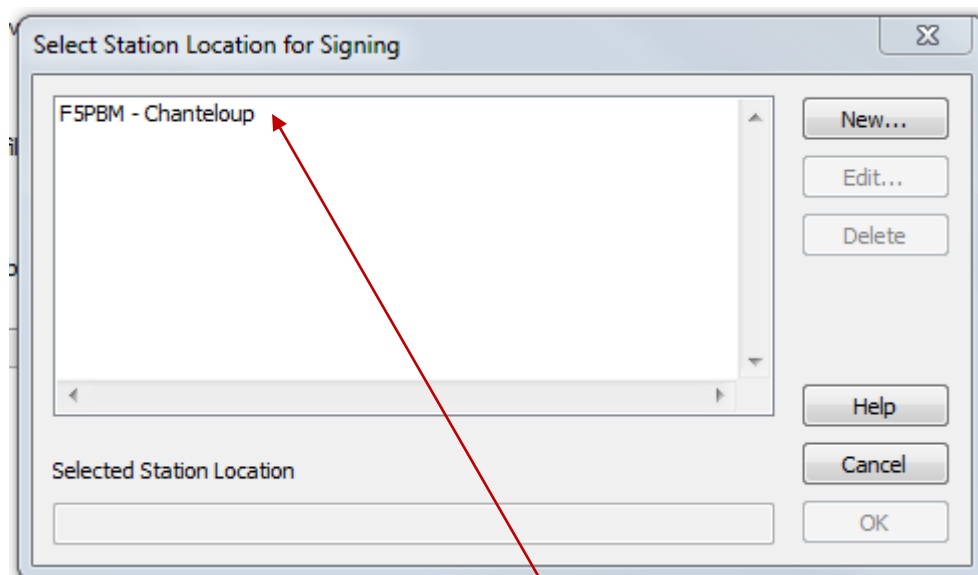 Select Station Location for Signing
F5PBM - Chanteloup
New...
Edit...
Delete
Help
Selected Station Location
Cancel
OK